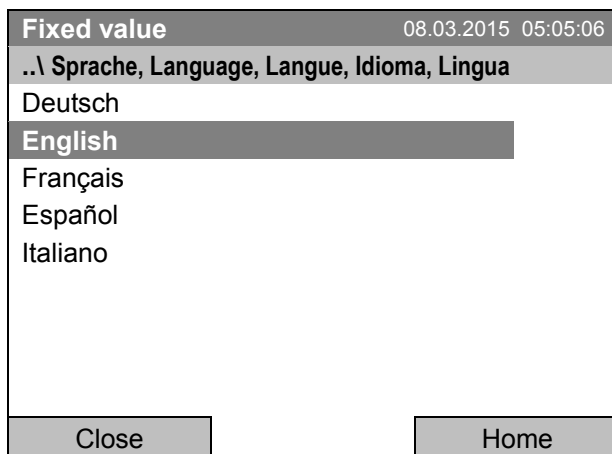 Fixed value 08.03.2015 05:05:06
..\ Sprache, Language, Langue, Idioma, Lingua
Deutsch
English
Français
Español
Italiano
Close Home